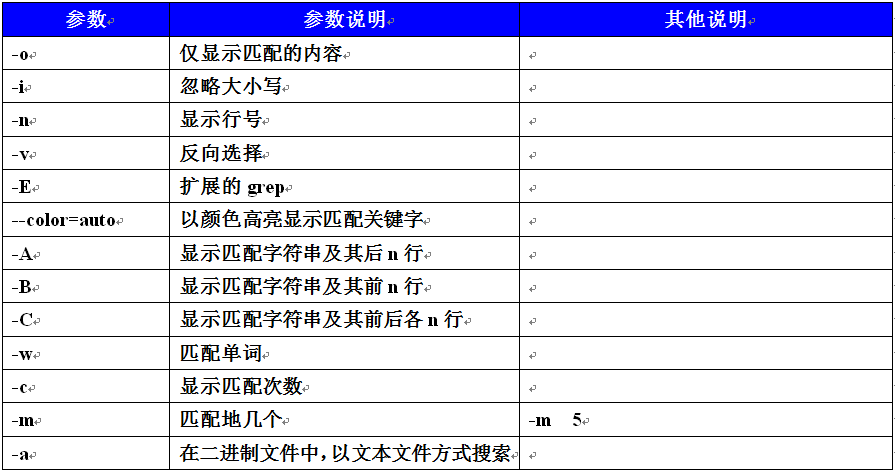 参数 参数说明 其他说明
-o 仅显示匹配的内容
-i 忽略大小写
-n 显示行号
-v 反向选择
-E 扩展的 grep
--color=auto 以颜色高亮显示匹配关键字
-A 显示匹配字符串及其后 n 行
-B 显示匹配字符串及其前 n 行
-C 显示匹配字符串及其前后各 n 行
-w 匹配单词
-c 显示匹配次数
-m 匹配地几个 -m 5
-a 在二进制文件中，以文本文件方式搜索